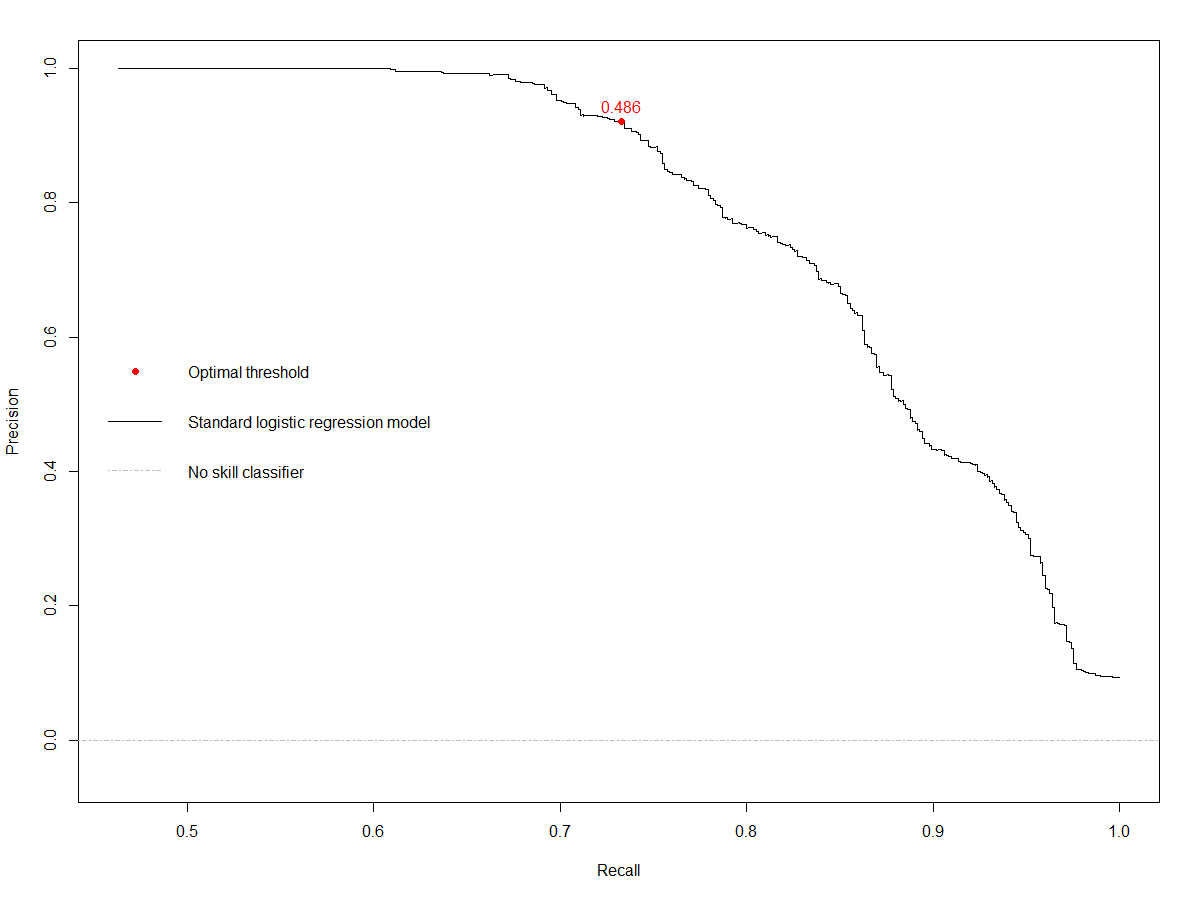 1.0
0.8
0.6
0.4
0.2
0.0
Precision
0.486
Optimal threshold
Standard logistic regression model
No skill classifier
0.5 0.6 0.7 0.8 0.9 1.0
Recall